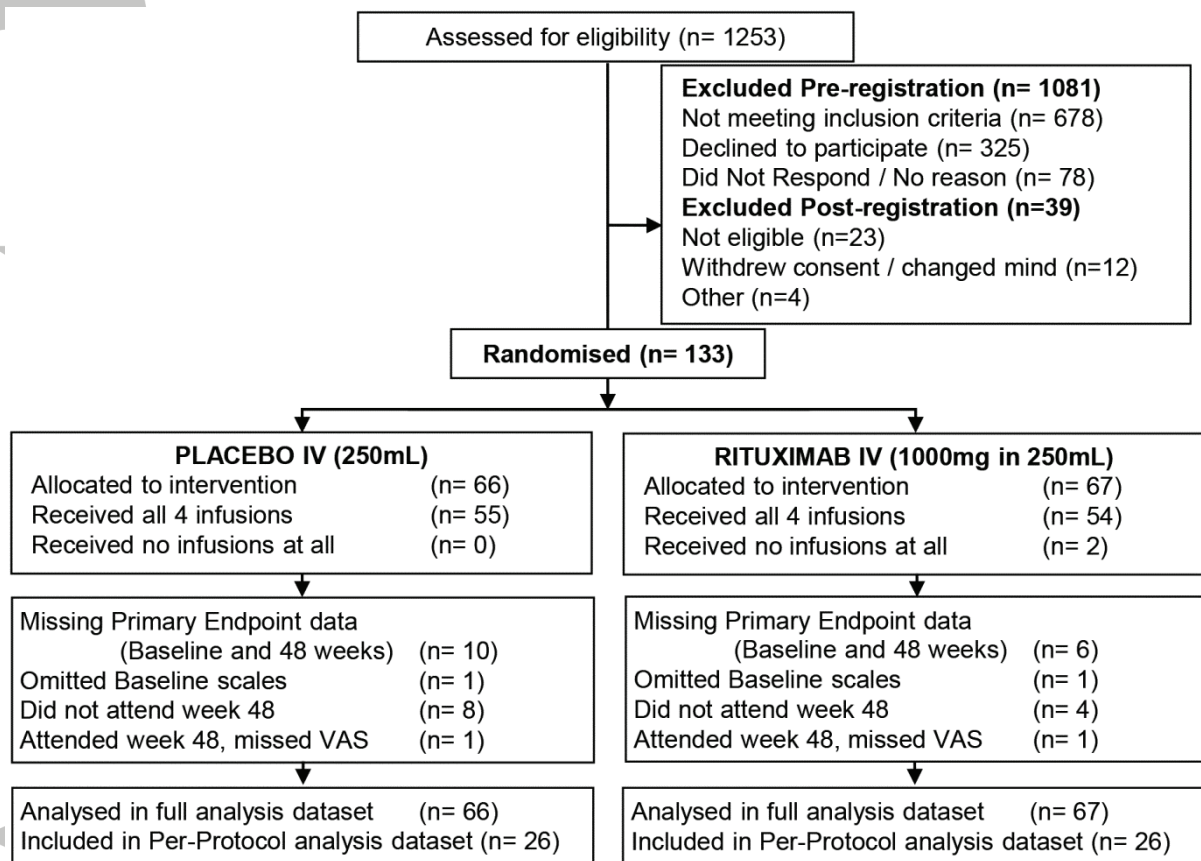 Assessed for eligibility (n= 1253)
Excluded Pre-registration (n= 1081)
Not meeting inclusion criteria (n= 678)
Declined to participate (n= 325)
Did Not Respond / No reason (n= 78)
Excluded Post-registration (n=39)
Not eligible (n=23)
Withdrew consent / changed mind (n=12)
Other (n=4)
Randomised (n= 133)
PLACEBO IV (250mL)
Allocated to intervention (n= 66)
Received all 4 infusions (n= 55)
Received no infusions at all (n= 0)
RITUXIMAB IV (1000mg in 250mL)
Allocated to intervention (n= 67)
Received all 4 infusions (n= 54)
Received no infusions at all (n= 2)
Missing Primary Endpoint data
(Baseline and 48 weeks) (n= 10)
Omitted Baseline scales (n= 1)
Did not attend week 48 (n= 8)
Attended week 48, missed VAS (n= 1)
Missing Primary Endpoint data
(Baseline and 48 weeks) (n= 6)
Omitted Baseline scales (n= 1)
Did not attend week 48 (n= 4)
Attended week 48, missed VAS (n= 1)
Analysed in full analysis dataset (n= 66)
Included in Per-Protocol analysis dataset (n= 26)
Analysed in full analysis dataset (n= 67)
Included in Per-Protocol analysis dataset (n= 26)